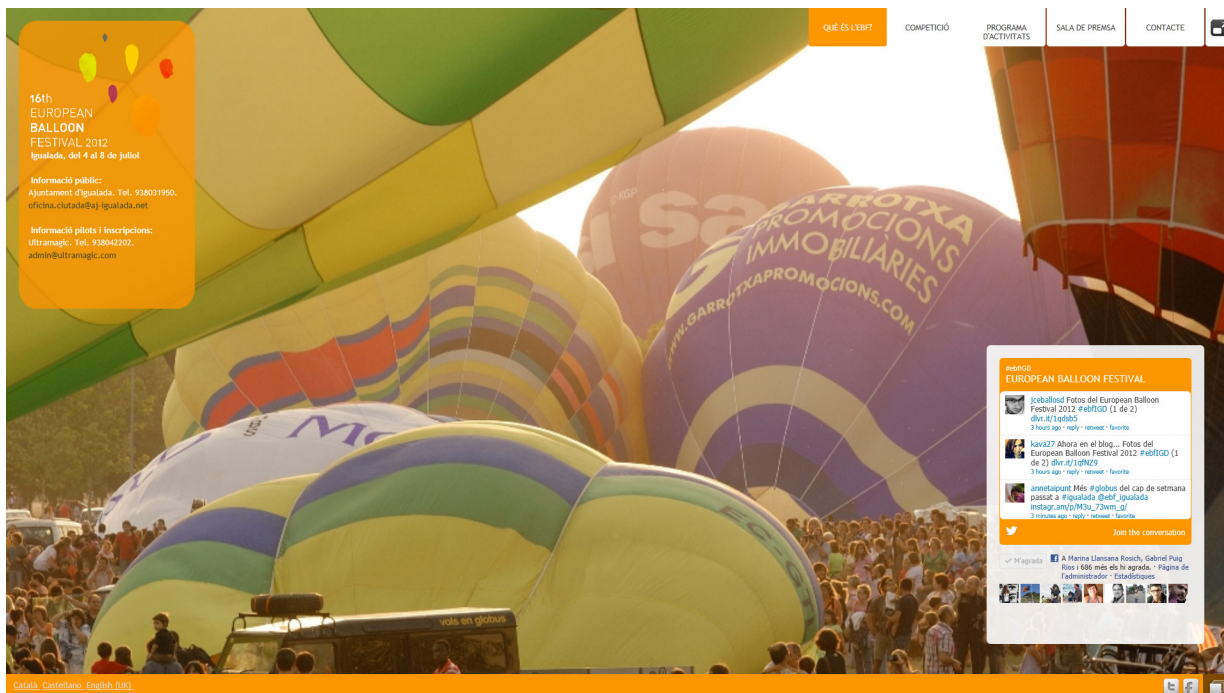 QUÈ ÉS L'EBF?
COMPETICIÓ
PROGRAMA
D'ACTIVITATS
SALA DE PREMSA
CONTACTE
16th
EUROPEAN
BALLOON
FESTIVAL 2012
Igualada, del 4 al 8 de juliol
Informació públic:
Ajuntament d'Igualada. Tel. 938031950.
oficina.ciutada@aj-igualada.net
Informació pilots i inscripcions:
Ultramagic. Tel. 938042202.
admin@ultramagic.com
GARROTXA
PROMOCIONS
IMMOBILIÀRIES
WWW.GARROTXAPROMOCIONS.COM
vols en globus
#ebfIGD
EUROPEAN BALLOON FESTIVAL
jceballosd Fotos del European Balloon
Festival 2012 #ebfIGD (1 de 2)
dlvr.it/1qdsb5
3 hours ago · reply · retweet · favorite
kava27 Ahora en el blog... Fotos del
European Balloon Festival 2012 #ebfIGD (1
de 2) dlvr.it/1qfNZ9
3 hours ago · reply · retweet · favorite
annetaipunt Més #globus del cap de setmana
passat a #igualada @ebf_igualada
instagr.am/p/M3u_73wm_g/
3 minutes ago · reply · retweet · favorite
Join the conversation
M'agrada
A Marina Llansana Rosich, Gabriel Puig
Rios i 686 més els hi agrada. · Pàgina de
l'administrador · Estadístiques
Català Castellano English (UK)